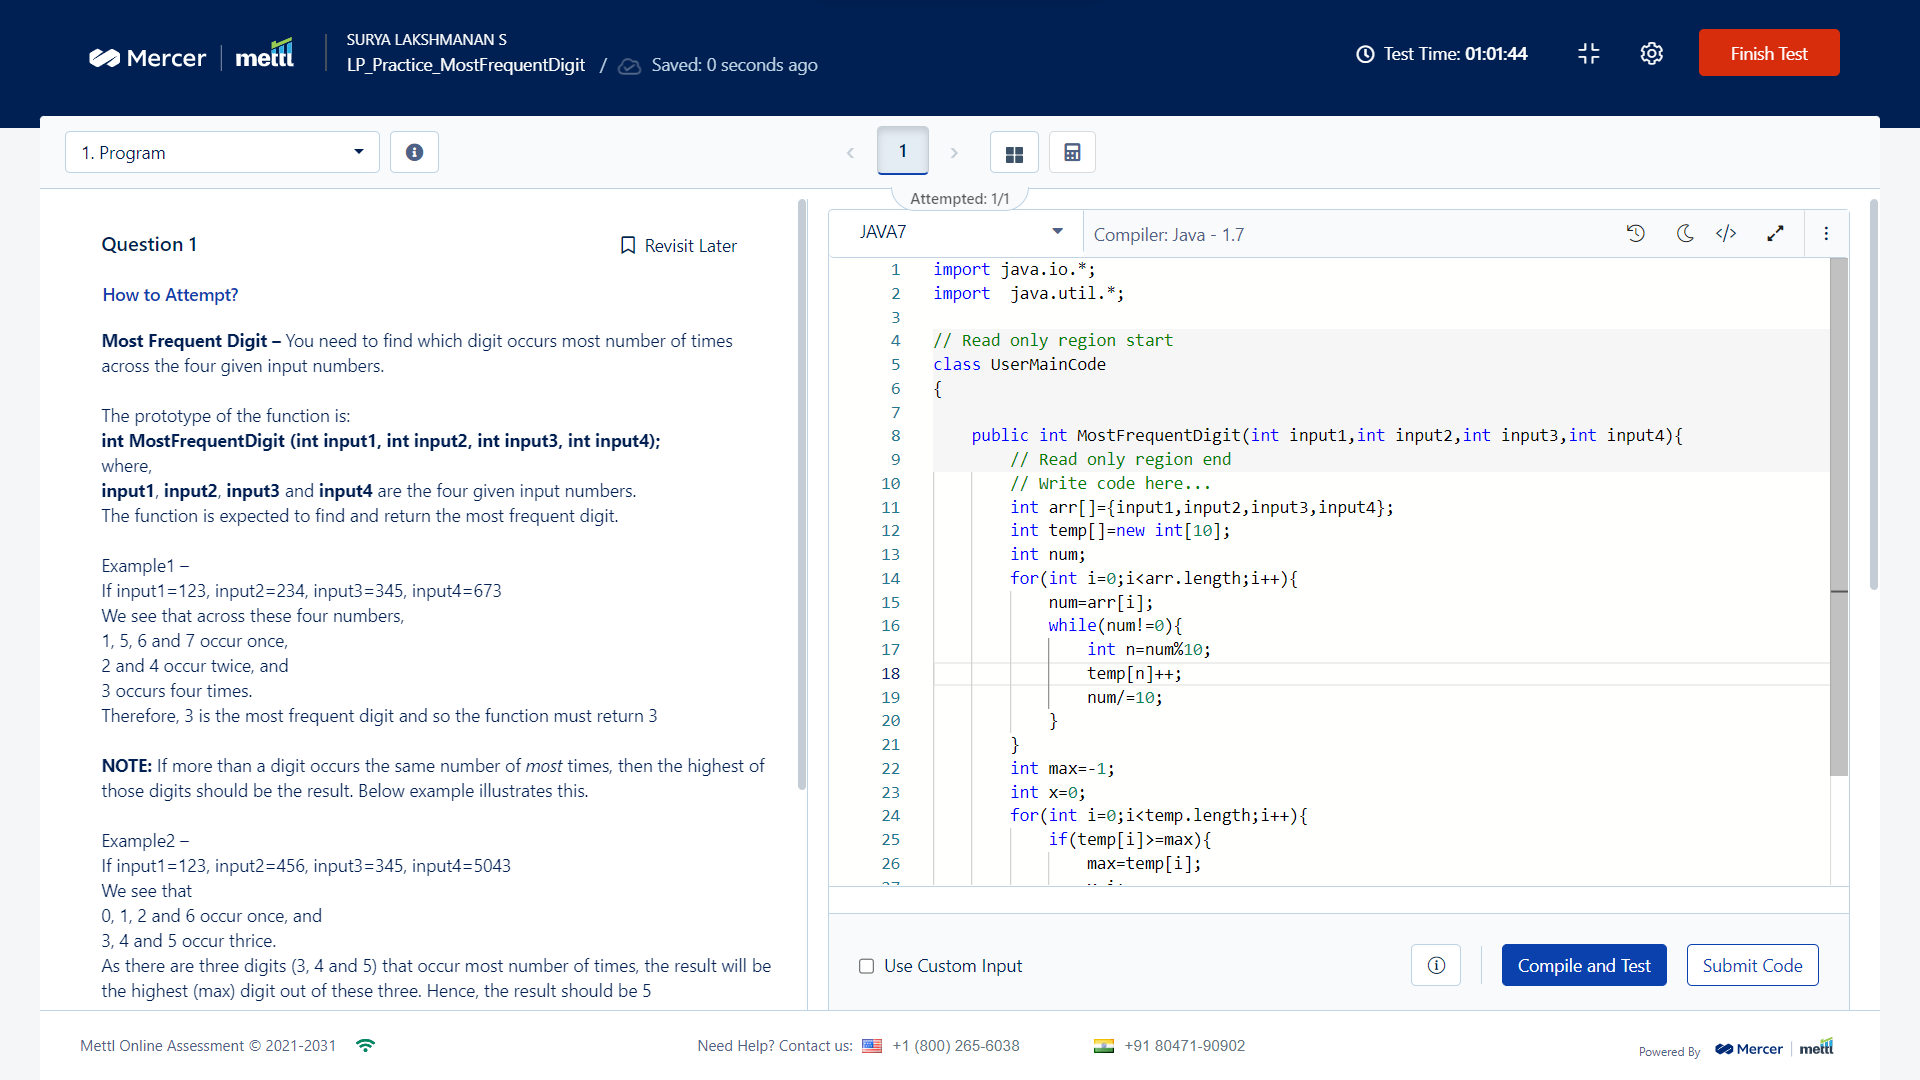 Mercer
mettl
SURYA LAKSHMANAN S
LP_Practice_MostFrequentDigit / Saved: 0 seconds ago
Test Time: 01:01:44
Finish Test
1. Program
1
Attempted: 1/1
Question 1
Revisit Later
How to Attempt?
Most Frequent Digit – You need to find which digit occurs most number of times
across the four given input numbers.
The prototype of the function is:
int MostFrequentDigit (int input1, int input2, int input3, int input4);
where,
input1, input2, input3 and input4 are the four given input numbers.
The function is expected to find and return the most frequent digit.
Example1 –
If input1=123, input2=234, input3=345, input4=673
We see that across these four numbers,
1, 5, 6 and 7 occur once,
2 and 4 occur twice, and
3 occurs four times.
Therefore, 3 is the most frequent digit and so the function must return 3
NOTE: If more than a digit occurs the same number of most times, then the highest of
those digits should be the result. Below example illustrates this.
Example2 –
If input1=123, input2=456, input3=345, input4=5043
We see that
0, 1, 2 and 6 occur once, and
3, 4 and 5 occur thrice.
As there are three digits (3, 4 and 5) that occur most number of times, the result will be
the highest (max) digit out of these three. Hence, the result should be 5
JAVA7
Compiler: Java - 1.7
1 import java.io.*;
2 import  java.util.*;
3
4 // Read only region start
5 class UserMainCode
6 {
7
8     public int MostFrequentDigit(int input1,int input2,int input3,int input4){
9         // Read only region end
10         // Write code here...
11         int arr[]={input1,input2,input3,input4};
12         int temp[]=new int[10];
13         int num;
14         for(int i=0;i<arr.length;i++){
15             num=arr[i];
16             while(num!=0){
17                 int n=num%10;
18                 temp[n]++;
19                 num/=10;
20             }
21         }
22         int max=-1;
23         int x=0;
24         for(int i=0;i<temp.length;i++){
25             if(temp[i]>=max){
26                 max=temp[i];
Use Custom Input
Compile and Test
Submit Code
Mettl Online Assessment © 2021-2031
Need Help? Contact us: +1 (800) 265-6038
+91 80471-90902
Powered By Mercer mettl